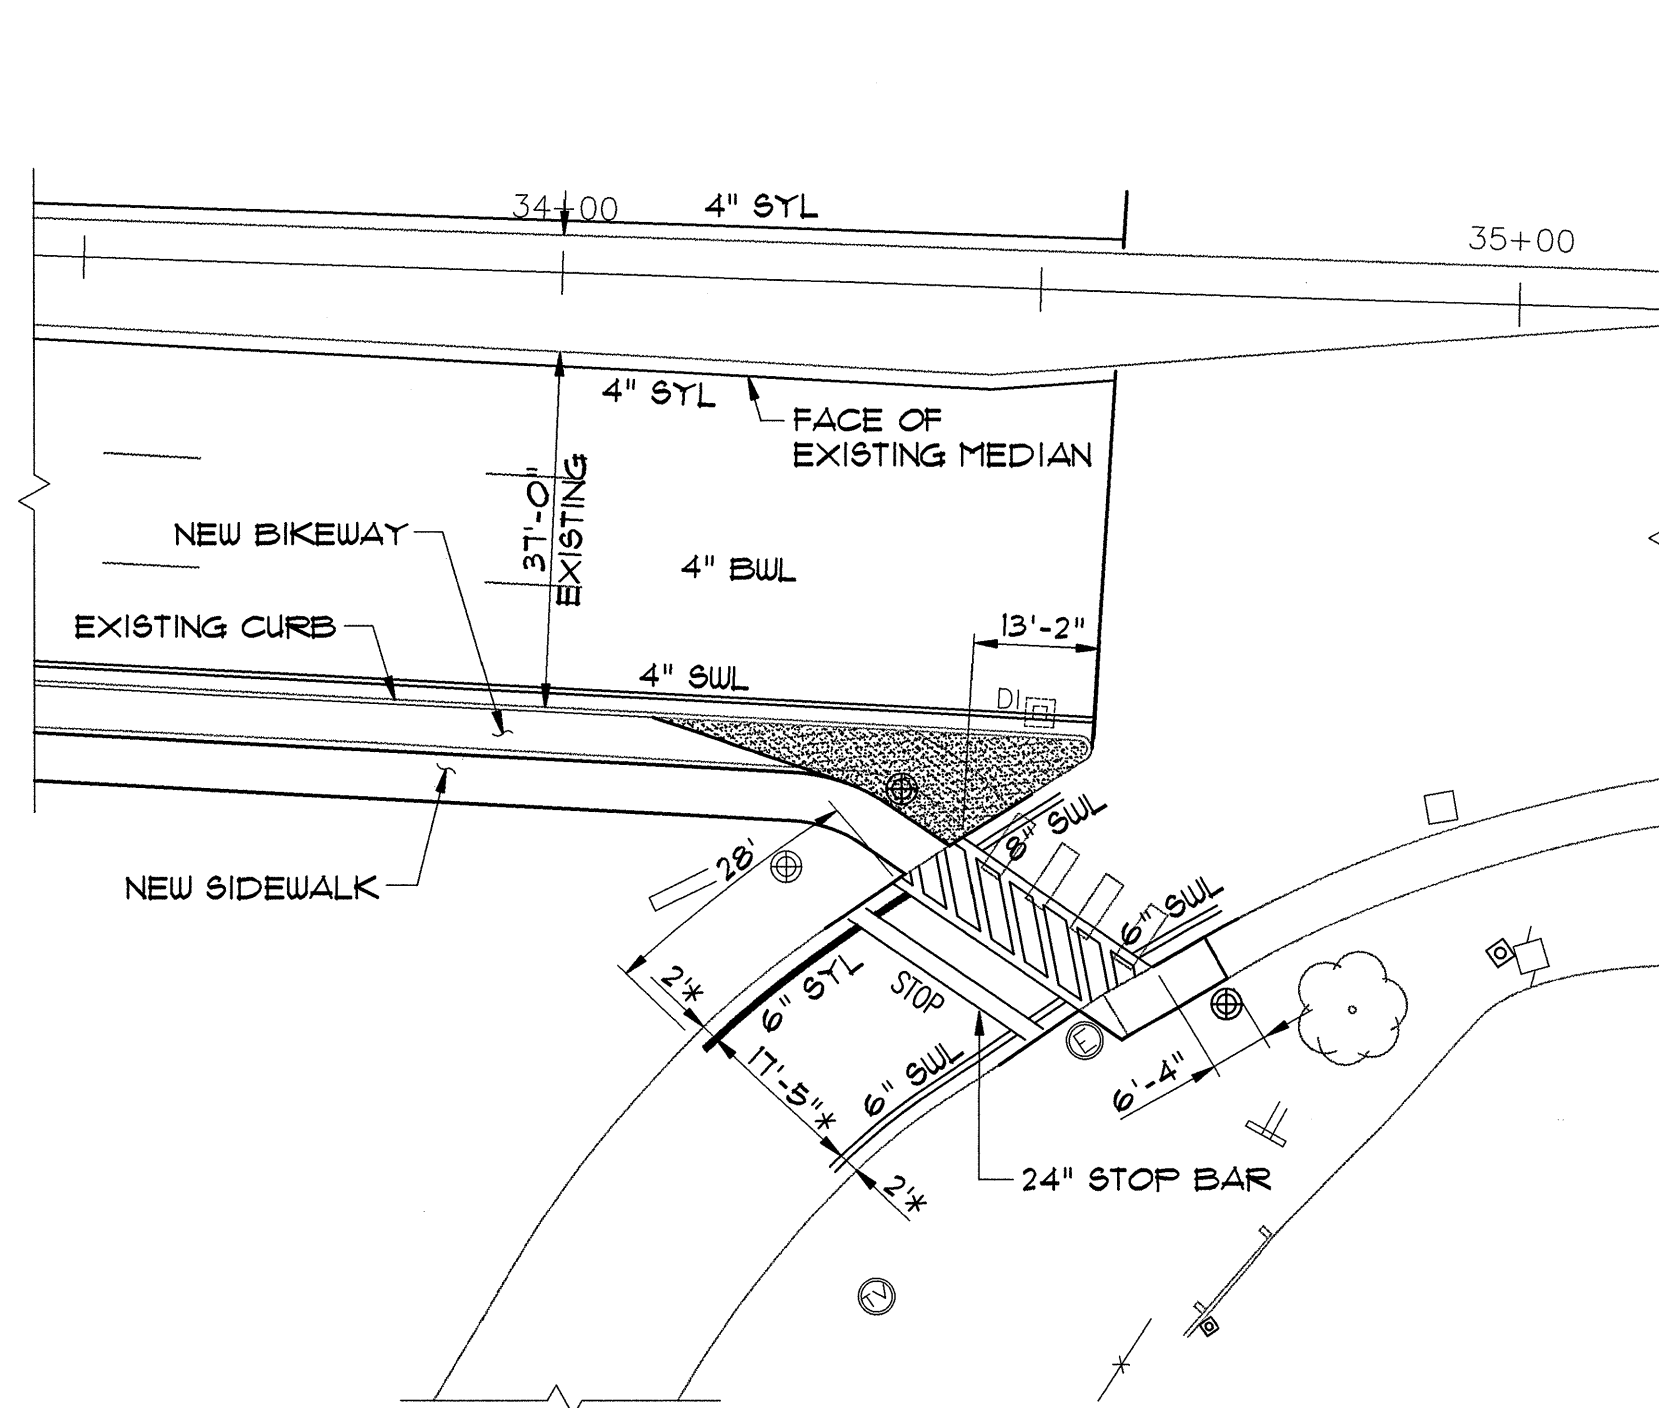 34+00
4" SYL
35+00
4" SYL
FACE OF
EXISTING MEDIAN
37'-0"
EXISTING
NEW BIKEWAY
4" BWL
EXISTING CURB
13'-2"
4" SWL
DI
8" SWL
28'
NEW SIDEWALK
6" SWL
2'*
6" SYL
STOP
E
17'-5"*
6" SWL
6'-4"
24" STOP BAR
2'*
TV